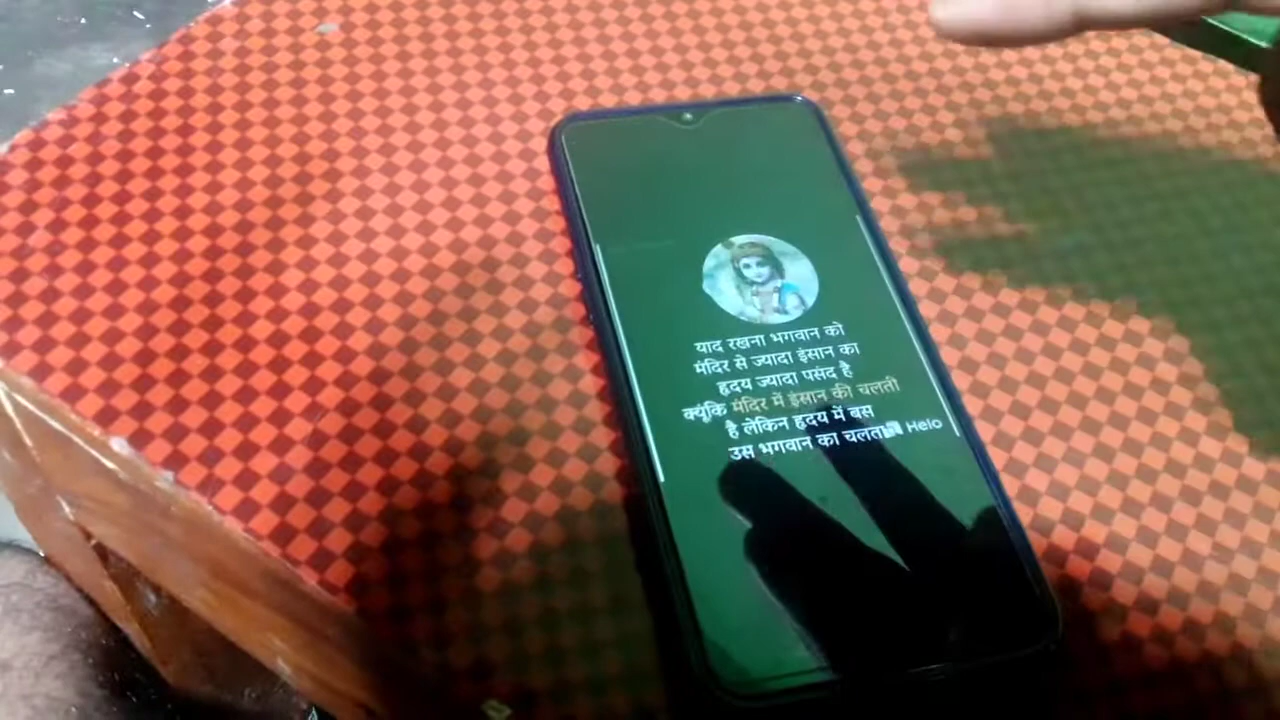 याद रखना भगवान को
मंदिर से ज्यादा इंसान का
हृदय ज्यादा पसंद है
क्यूंकि मंदिर में इंसान की चलती
है लेकिन हृदय में बस
उस भगवान का चलता
Helo